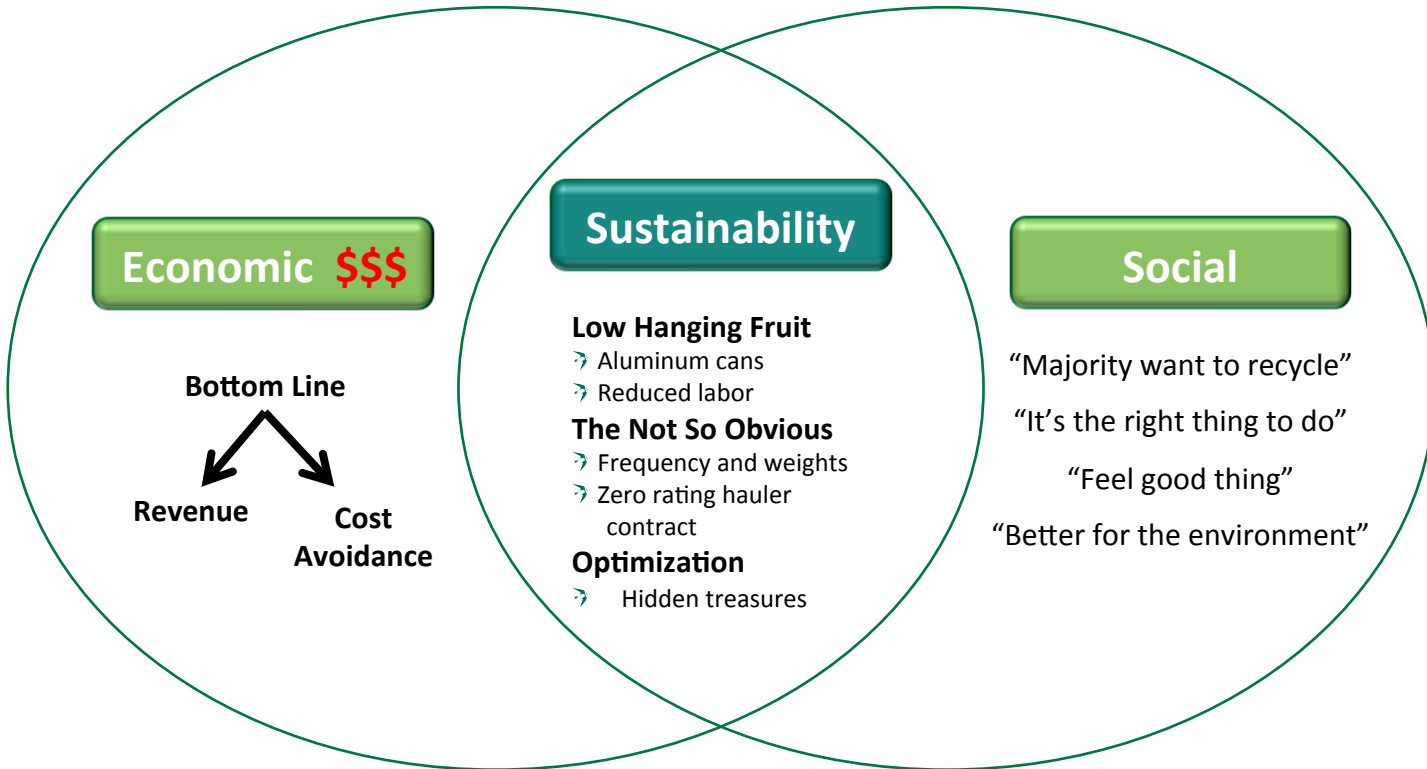 Economic $$$
Bottom Line
Revenue
Cost
Avoidance
Sustainability
Low Hanging Fruit
Aluminum cans
Reduced labor
The Not So Obvious
Frequency and weights
Zero rating hauler
contract
Optimization
Hidden treasures
Social
“Majority want to recycle”
“It’s the right thing to do”
“Feel good thing”
“Better for the environment”